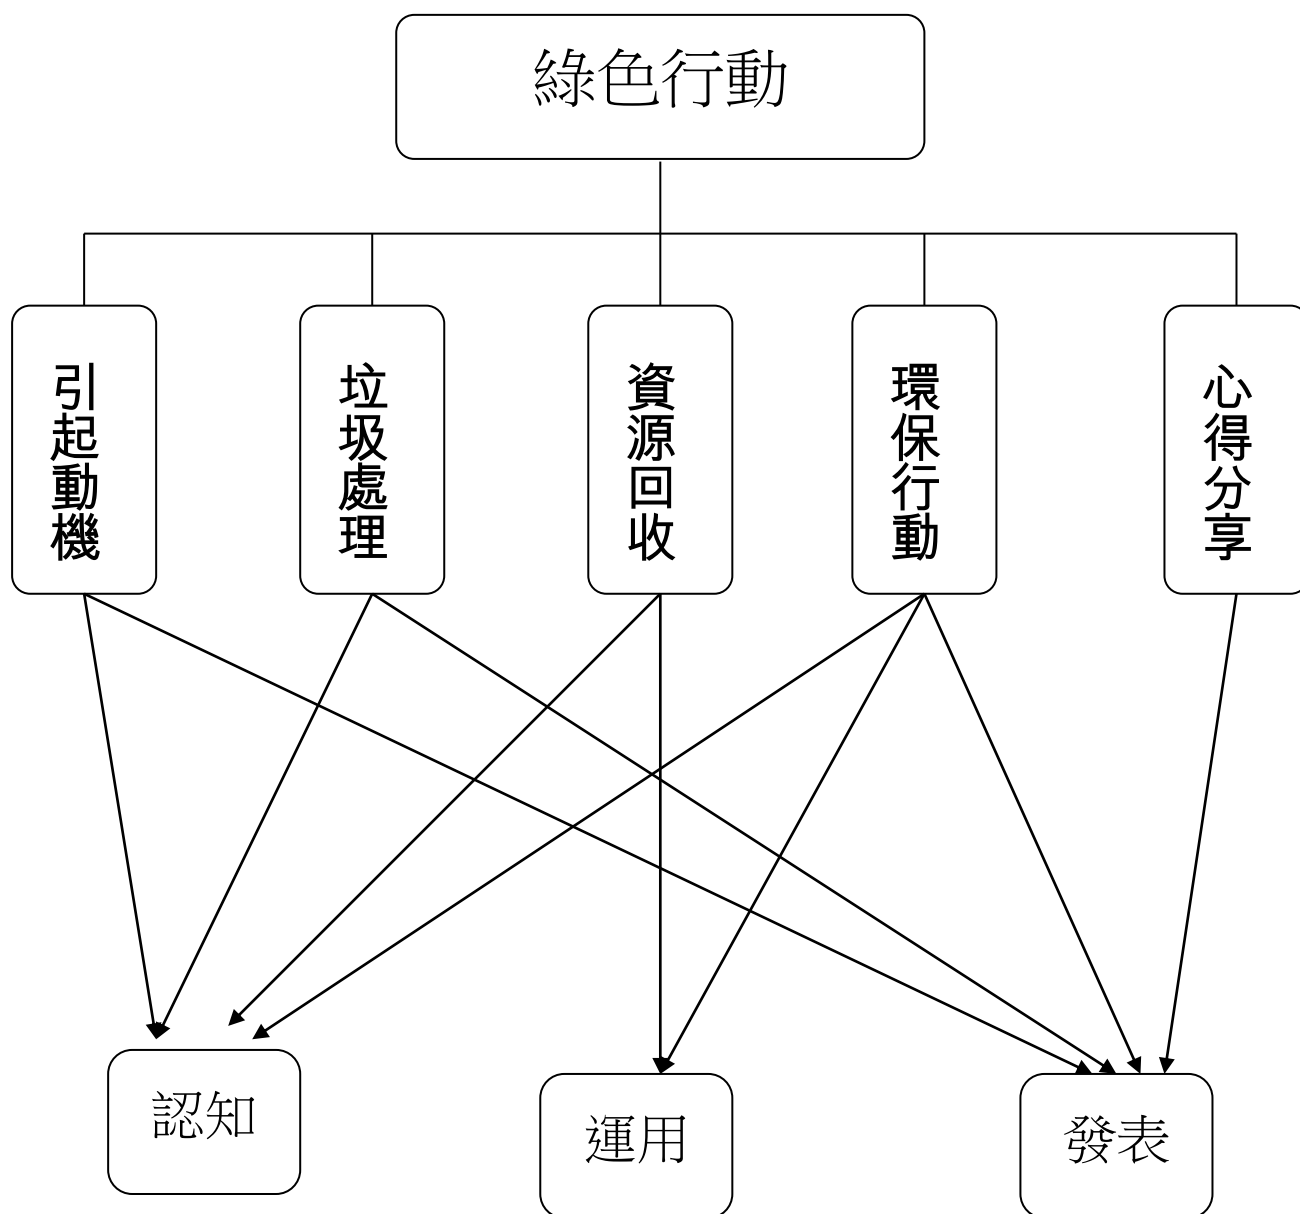 綠色行動
引起動機
垃圾處理
資源回收
環保行動
心得分享
認知
運用
發表